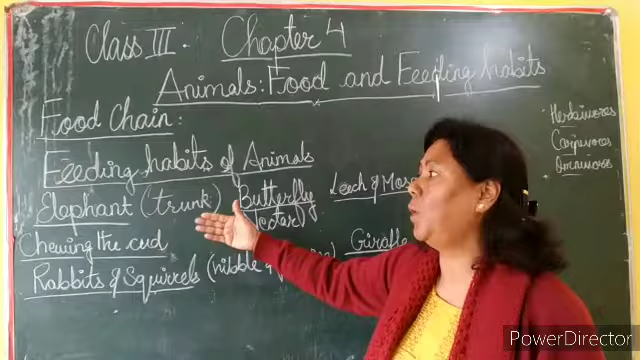 Class III. Chapter 4
Animals: Food and Feeding habits
Food Chain:
Feeding habits of Animals
Elephant (trunk) Butterfly Leech & Mos
(nectar)
Chewing the cud
Giraffe
Rabbits & Squirrels (nibble
Herbivores
Carnivores
Omnivores
PowerDirector